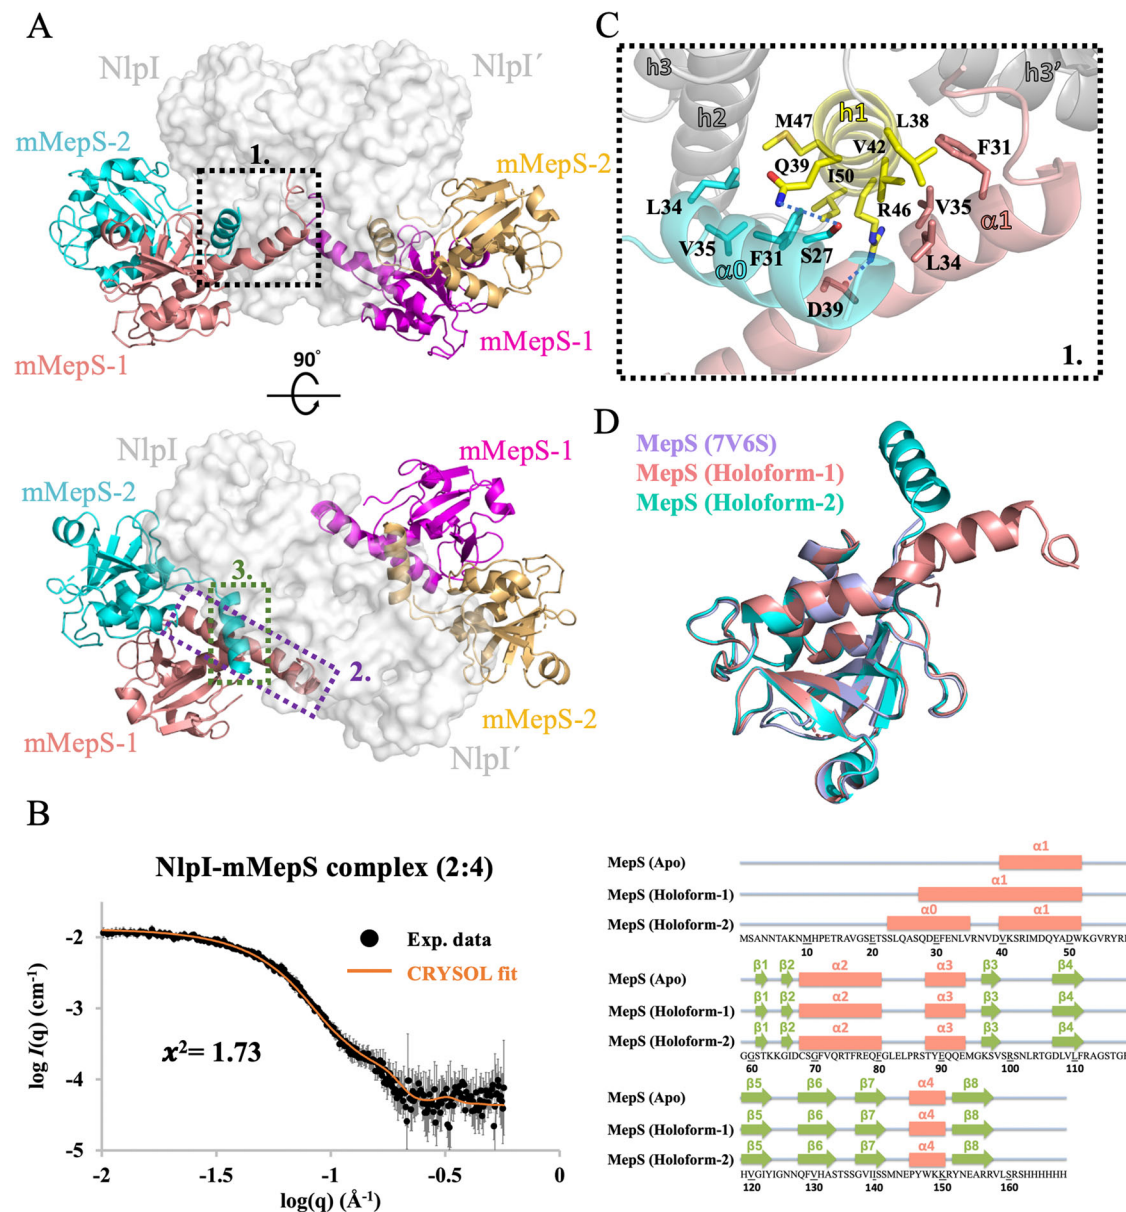 A
NlpI
NlpI´
mMepS-2
1.
mMepS-2
mMepS-1
mMepS-1
90°
NlpI
mMepS-1
mMepS-2
3.
2.
mMepS-1
mMepS-2
NlpI´
B
NlpI-mMepS complex (2:4)
Exp. data
CRYSOL fit
x²= 1.73
log I(q) (cm⁻¹)
-2
-3
-4
-5
-2
-1.5
-1
-0.5
0
log(q) (Å⁻¹)
C
h3
h3’
h2
h1
M47
L38
V42
F31
Q39
I50
L34
R46
V35
V35
F31
S27
α1
α0
L34
D39
1.
D
MepS (7V6S)
MepS (Holoform-1)
MepS (Holoform-2)
α1
MepS (Apo)
α1
MepS (Holoform-1)
α0 α1
MepS (Holoform-2)
MSANNTAKNMHPETRAVGSETSSLQASQDEFENLVRNVDVKSRIMDQYADWKGVRYRL
10 20 30 40 50
β1 β2 α2 α3 β3 β4
MepS (Apo)
β1 β2 α2 α3 β3 β4
MepS (Holoform-1)
β1 β2 α2 α3 β3 β4
MepS (Holoform-2)
GGSTKKGIDCSGFVQRTFREQFGLELPRSTYEQQEMGKSVSRSNLRTGDLVLFRAGSTGR
60 70 80 90 100 110
β5 β6 β7 α4 β8
MepS (Apo)
β5 β6 β7 α4 β8
MepS (Holoform-1)
β5 β6 β7 α4 β8
MepS (Holoform-2)
HVGIYIGNNQFVHASTSSGVIISSMNEPYWKKRYNEARRVLSRSHHHHHH
120 130 140 150 160